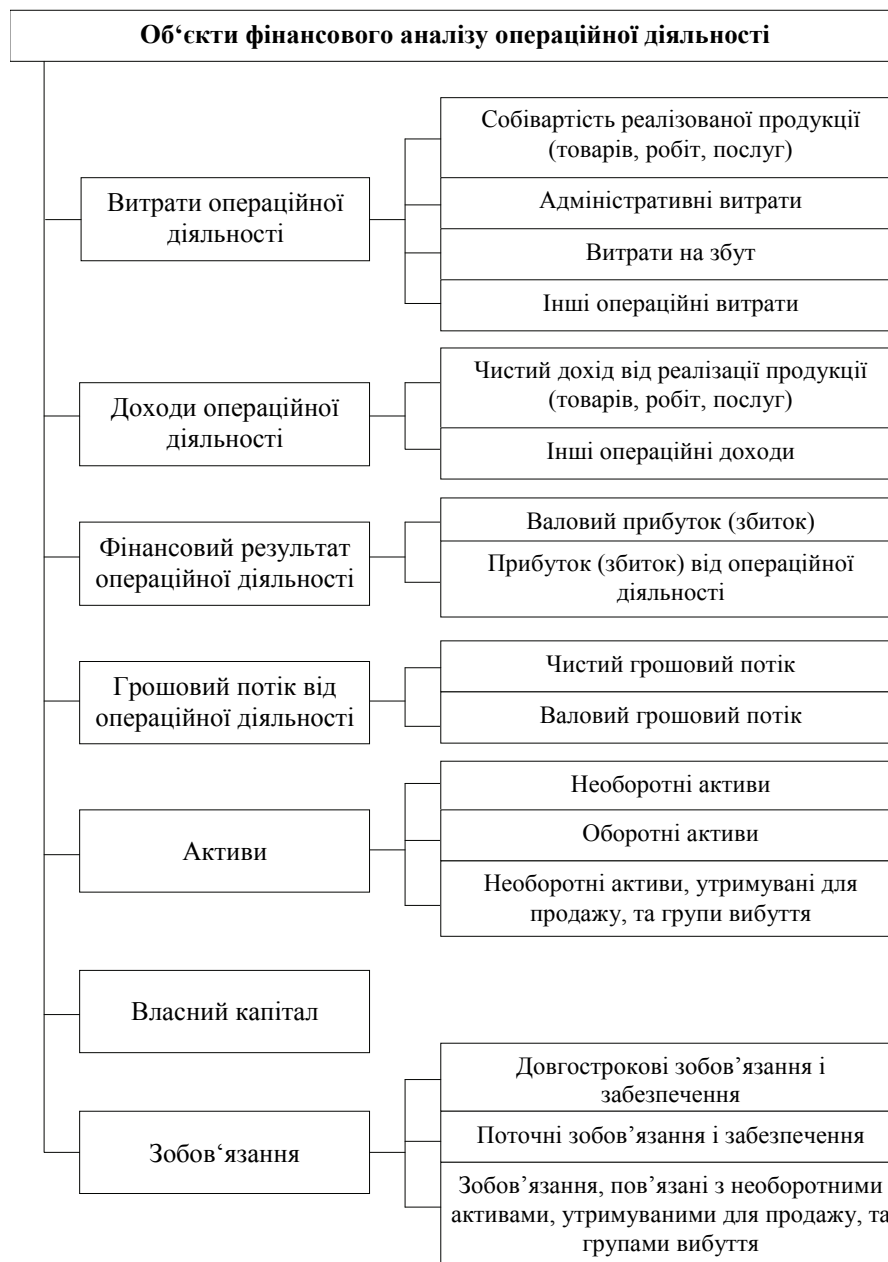 Об‘єкти фінансового аналізу операційної діяльності
Витрати операційної
діяльності
Собівартість реалізованої продукції
(товарів, робіт, послуг)
Адміністративні витрати
Витрати на збут
Інші операційні витрати
Доходи операційної
діяльності
Чистий дохід від реалізації продукції
(товарів, робіт, послуг)
Інші операційні доходи
Фінансовий результат
операційної діяльності
Валовий прибуток (збиток)
Прибуток (збиток) від операційної
діяльності
Грошовий потік від
операційної діяльності
Чистий грошовий потік
Валовий грошовий потік
Активи
Необоротні активи
Оборотні активи
Необоротні активи, утримувані для
продажу, та групи вибуття
Власний капітал
Зобов‘язання
Довгострокові зобов’язання і
забезпечення
Поточні зобов’язання і забезпечення
Зобов’язання, пов’язані з необоротними
активами, утримуваними для продажу, та
групами вибуття